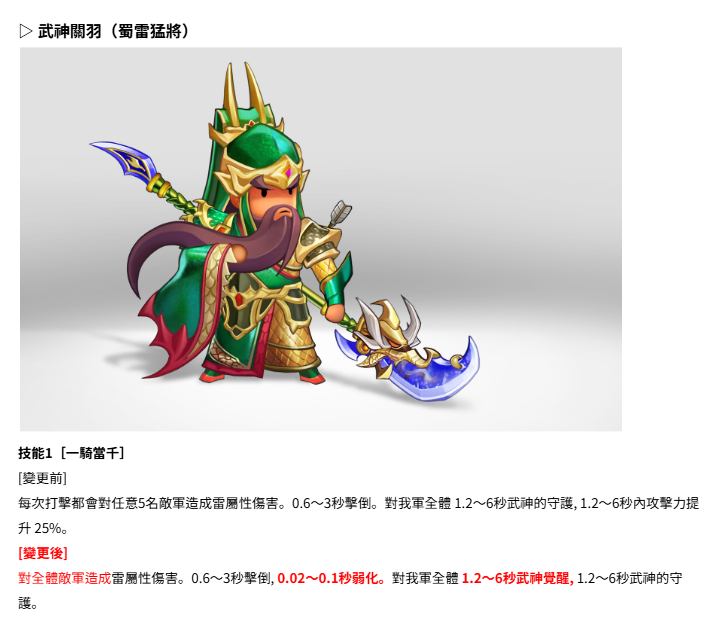 ▷ 武神關羽（蜀雷猛將）
技能1［一騎當千］
[變更前]
每次打擊都會對任意5名敵軍造成雷屬性傷害。0.6～3秒擊倒。對我軍全體 1.2～6秒武神的守護, 1.2～6秒內攻擊力提
升 25%。
[變更後]
對全體敵軍造成雷屬性傷害。0.6～3秒擊倒, 0.02～0.1秒弱化。對我軍全體 1.2～6秒武神覺醒, 1.2～6秒武神的守
護。